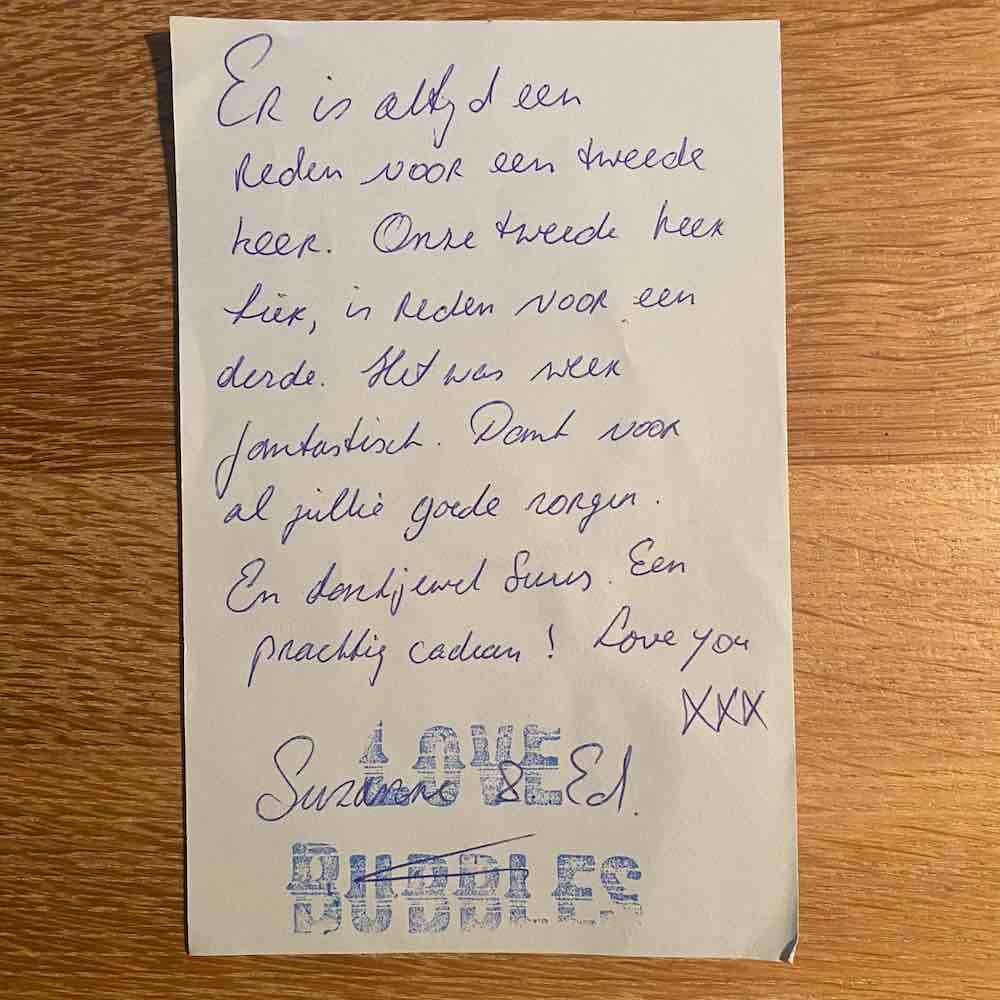 Er is altijd een
reden voor een tweede
keer. Onze tweede keer
hier, is reden voor een
derde. Het was weer
fantastisch. Dank voor
al jullie goede zorgen.
En dankjewel Suus. Een
prachtig cadeau! Love you
XXX
LOVE
Suzanne & Ed.
BUBBLES